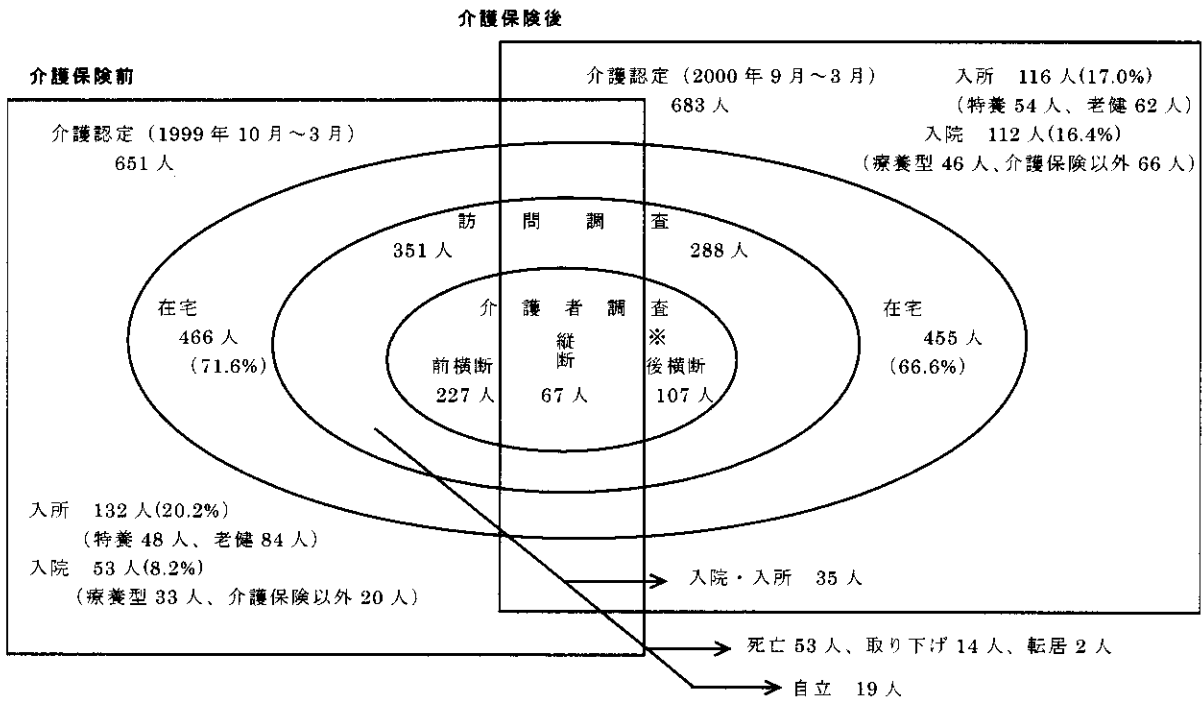 介護保険後
介護保険前
介護認定（2000年9月～3月）
683人
入所　116人(17.0%)
(特養54人、老健62人)
入院　112人(16.4%)
(療養型46人、介護保険以外66人)
介護認定（1999年10月～3月）
651人
訪問調査
351人
288人
在宅
466人
(71.6%)
介護者調査
縦断
※
前横断
後横断
227人
67人
107人
在宅
455人
(66.6%)
入所　132人(20.2%)
(特養48人、老健84人)
入院　53人(8.2%)
(療養型33人、介護保険以外20人)
入院・入所　35人
死亡53人、取り下げ14人、転居2人
自立　19人